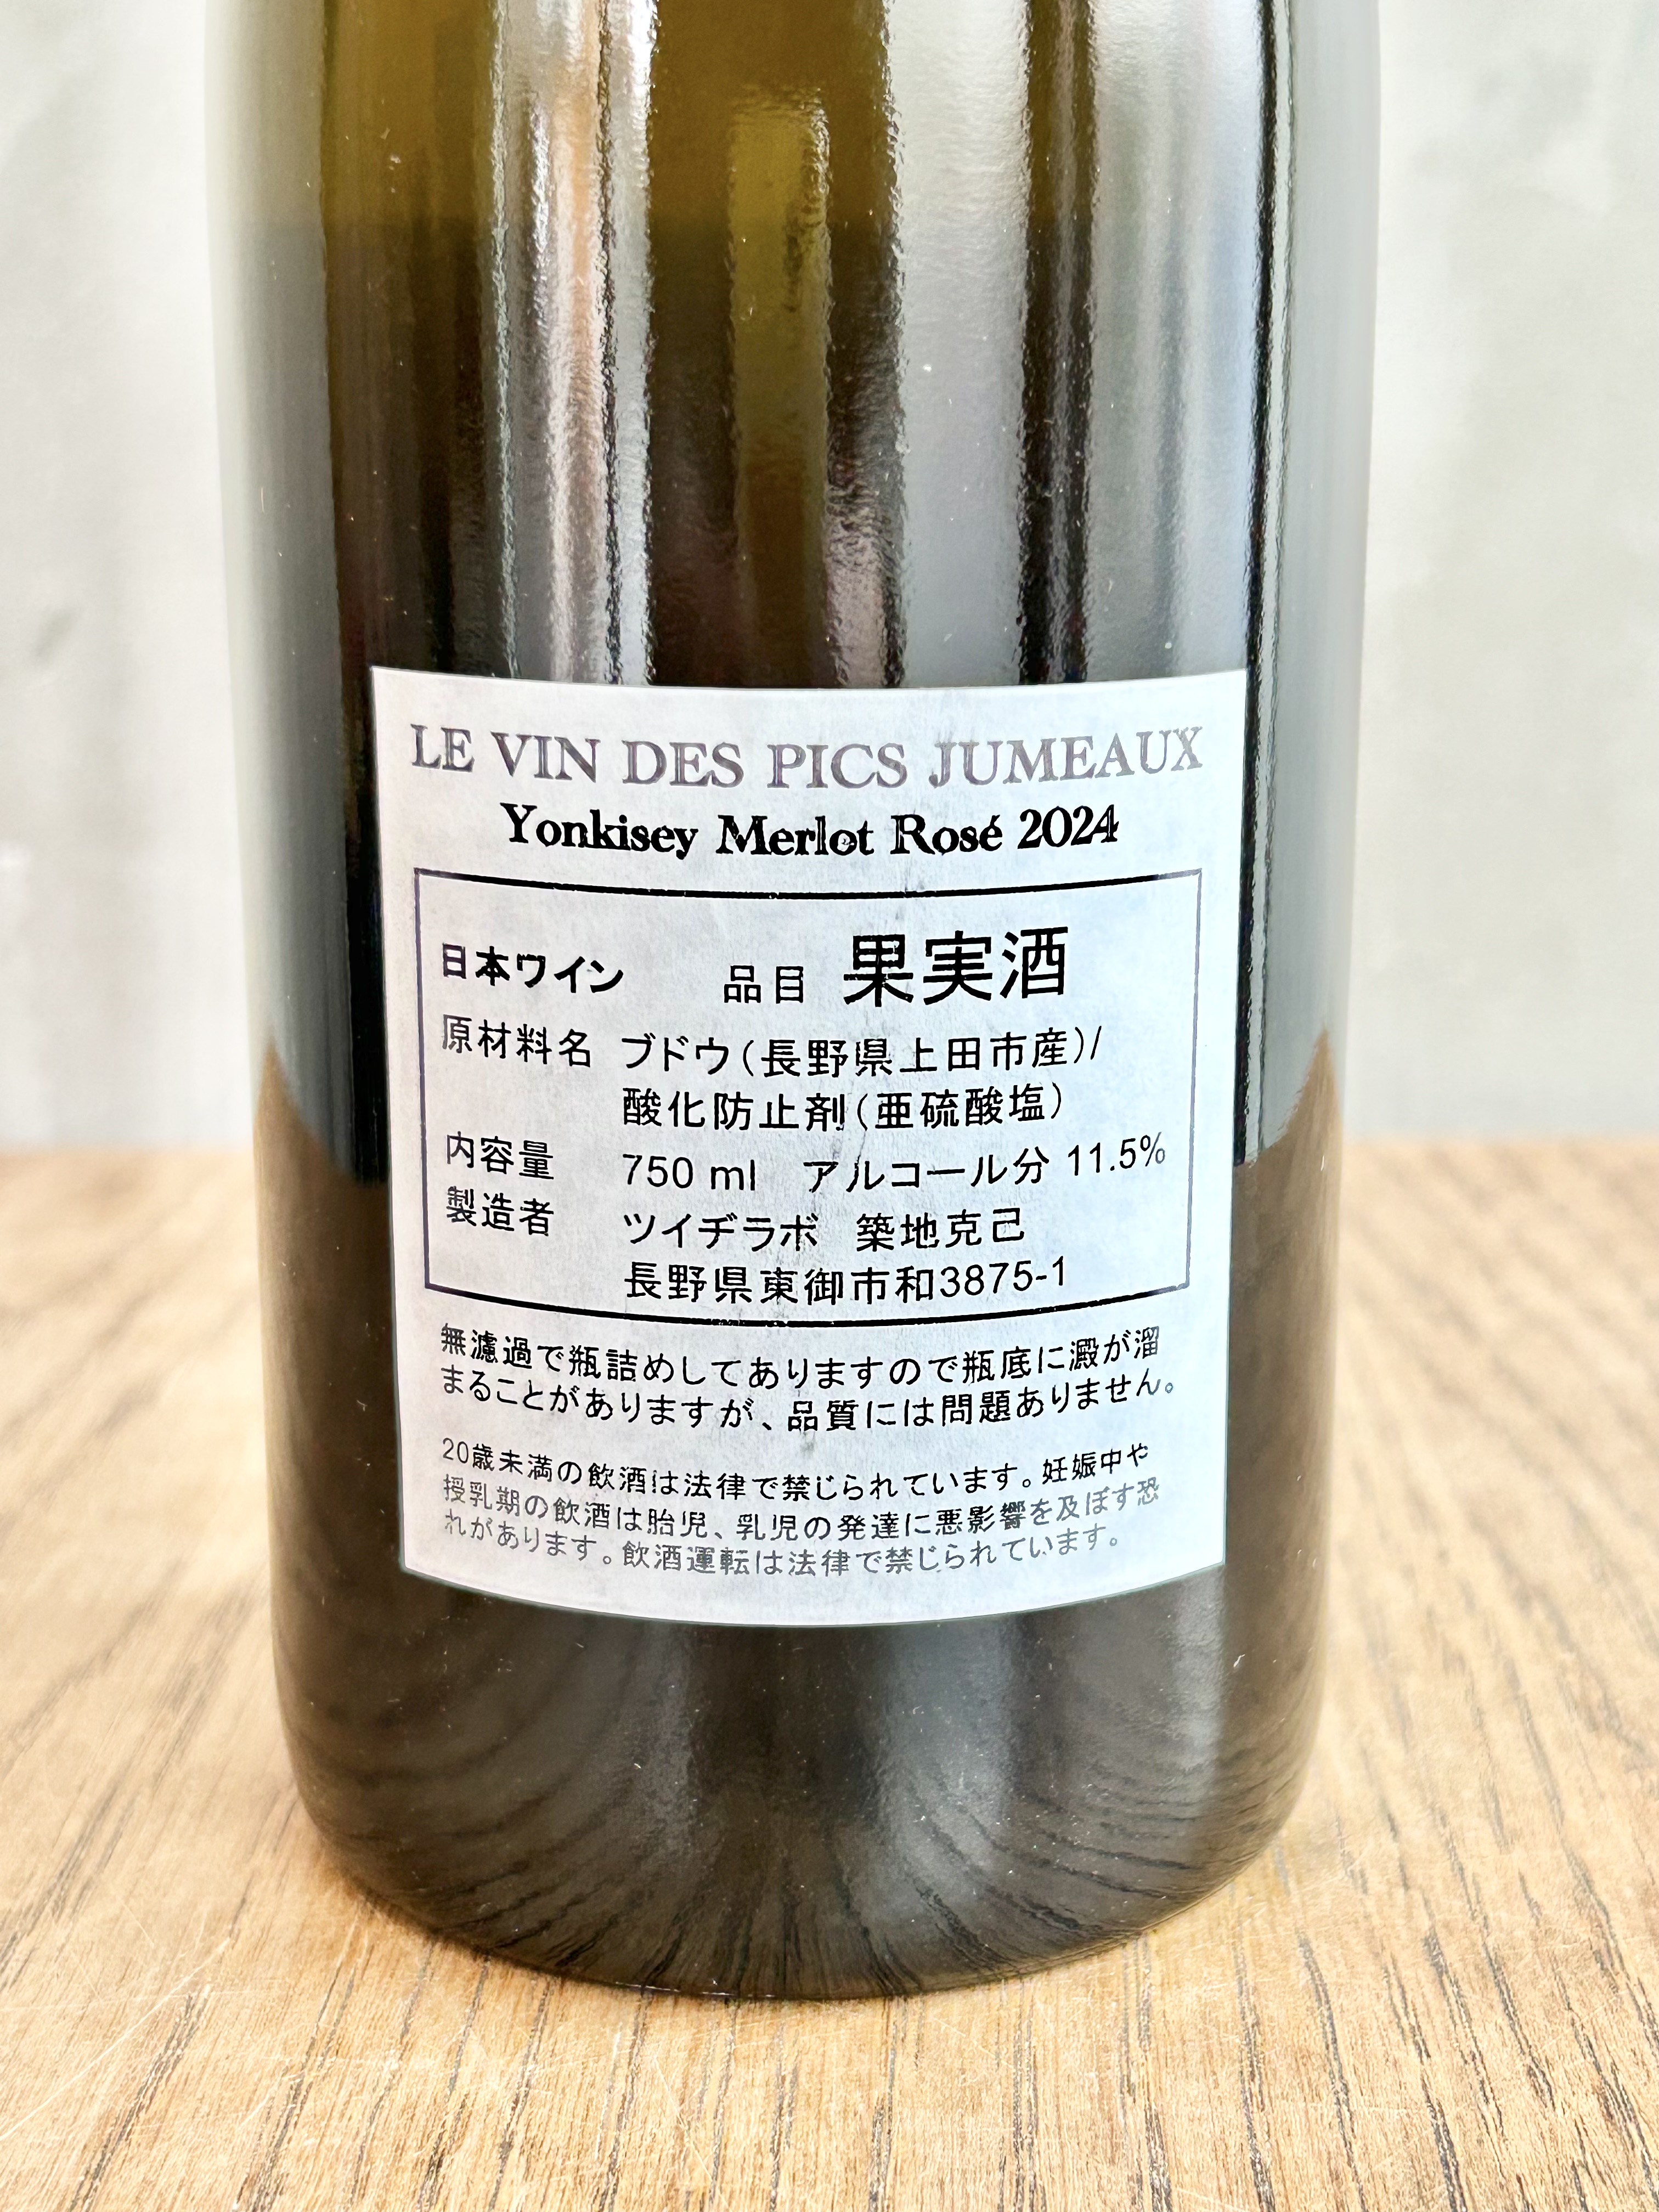 LE VIN DES PICS JUMEAUX
Yonkisey Merlot Rosé 2024
日本ワイン 品目 果実酒
原材料名 ブドウ(長野県上田市産)/
酸化防止剤(亜硫酸塩)
内容量 750 ml アルコール分 11.5%
製造者 ツイヂラボ 築地克己
長野県東御市和3875-1
無濾過で瓶詰めしてありますので瓶底に澱が溜
まることがありますが、品質には問題ありません。
20歳未満の飲酒は法律で禁じられています。妊娠中や
授乳期の飲酒は胎児、乳児の発達に悪影響を及ぼす恐
れがあります。飲酒運転は法律で禁じられています。